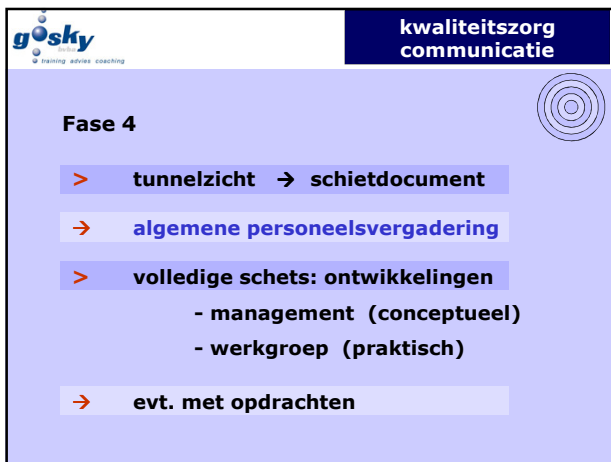 kwaliteitszorg
communicatie
gosky
training advies coaching
Fase 4
> tunnelzicht → schietdocument
→ algemene personeelsvergadering
> volledige schets: ontwikkelingen
- management (conceptueel)
- werkgroep (praktisch)
→ evt. met opdrachten